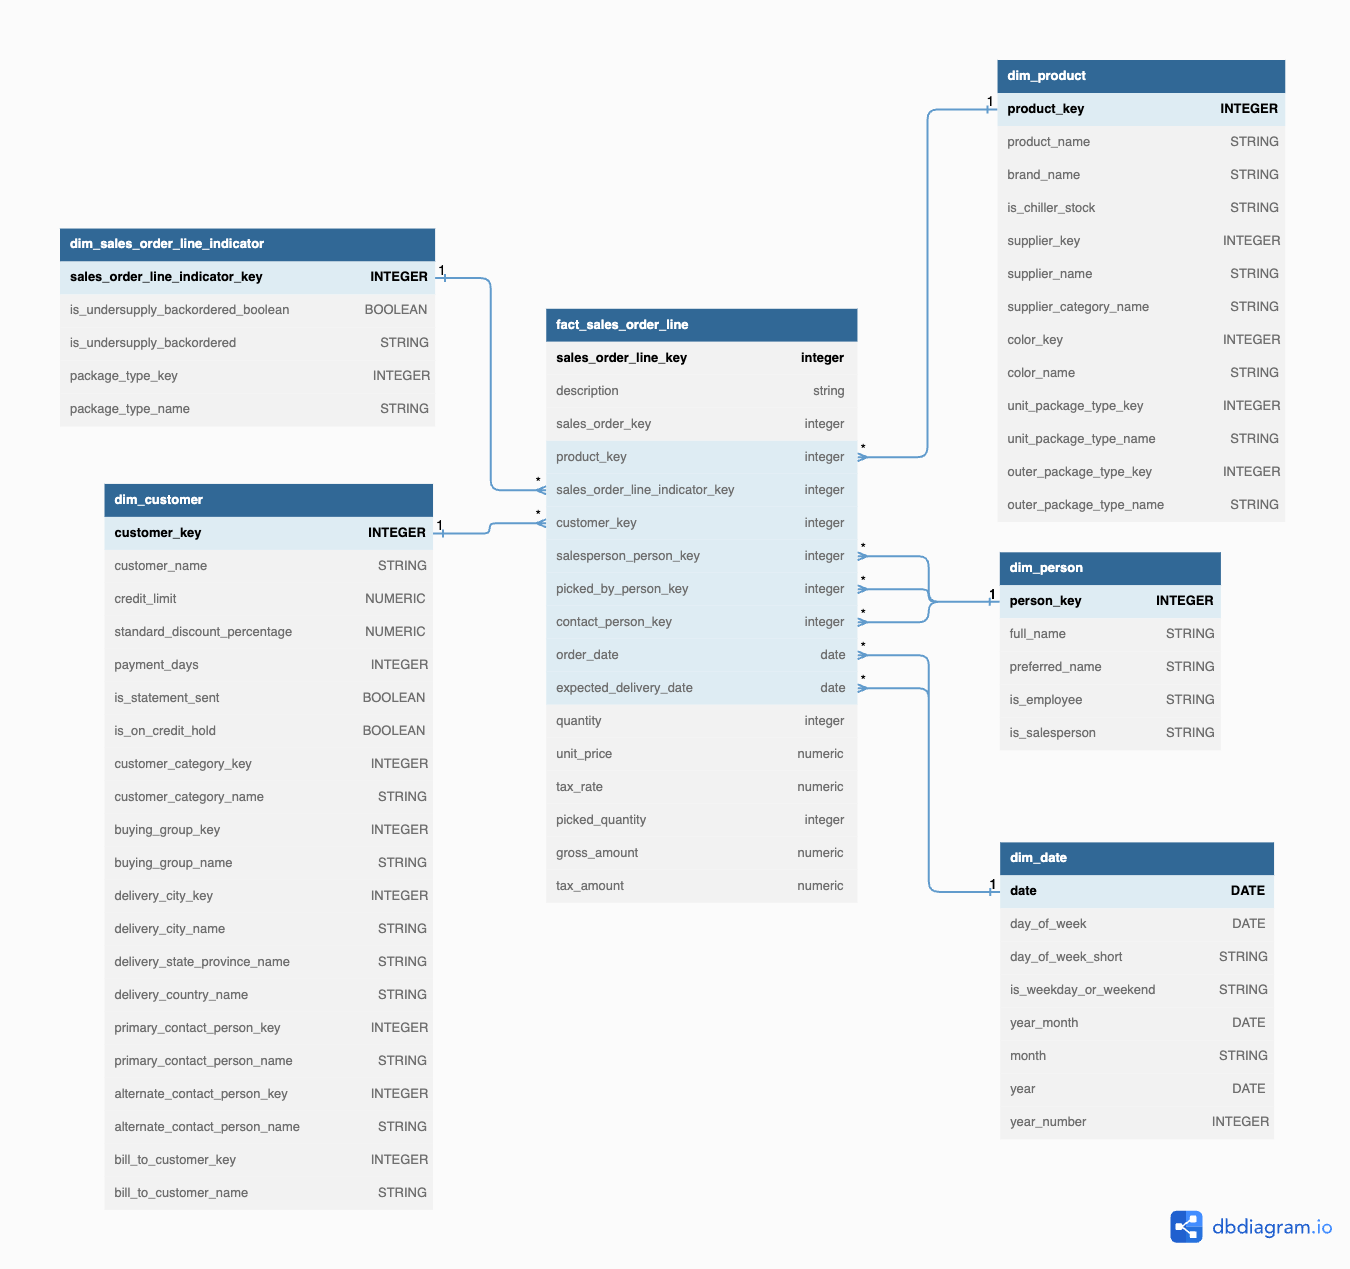 dim_product
product_key INTEGER
product_name STRING
brand_name STRING
is_chiller_stock STRING
supplier_key INTEGER
supplier_name STRING
supplier_category_name STRING
color_key INTEGER
color_name STRING
unit_package_type_key INTEGER
unit_package_type_name STRING
outer_package_type_key INTEGER
outer_package_type_name STRING
1
dim_sales_order_line_indicator
sales_order_line_indicator_key INTEGER
is_undersupply_backordered_boolean BOOLEAN
is_undersupply_backordered STRING
package_type_key INTEGER
package_type_name STRING
1
fact_sales_order_line
sales_order_line_key integer
description string
sales_order_key integer
product_key integer *
* sales_order_line_indicator_key integer
* customer_key integer
salesperson_person_key integer *
picked_by_person_key integer *
contact_person_key integer *
order_date date *
expected_delivery_date date *
quantity integer
unit_price numeric
tax_rate numeric
picked_quantity integer
gross_amount numeric
tax_amount numeric
dim_customer
customer_key INTEGER
customer_name STRING
credit_limit NUMERIC
standard_discount_percentage NUMERIC
payment_days INTEGER
is_statement_sent BOOLEAN
is_on_credit_hold BOOLEAN
customer_category_key INTEGER
customer_category_name STRING
buying_group_key INTEGER
buying_group_name STRING
delivery_city_key INTEGER
delivery_city_name STRING
delivery_state_province_name STRING
delivery_country_name STRING
primary_contact_person_key INTEGER
primary_contact_person_name STRING
alternate_contact_person_key INTEGER
alternate_contact_person_name STRING
bill_to_customer_key INTEGER
bill_to_customer_name STRING
1
dim_person
person_key INTEGER
full_name STRING
preferred_name STRING
is_employee STRING
is_salesperson STRING
1
dim_date
date DATE
day_of_week DATE
day_of_week_short STRING
is_weekday_or_weekend STRING
year_month DATE
month STRING
year DATE
year_number INTEGER
1
dbdiagram.io